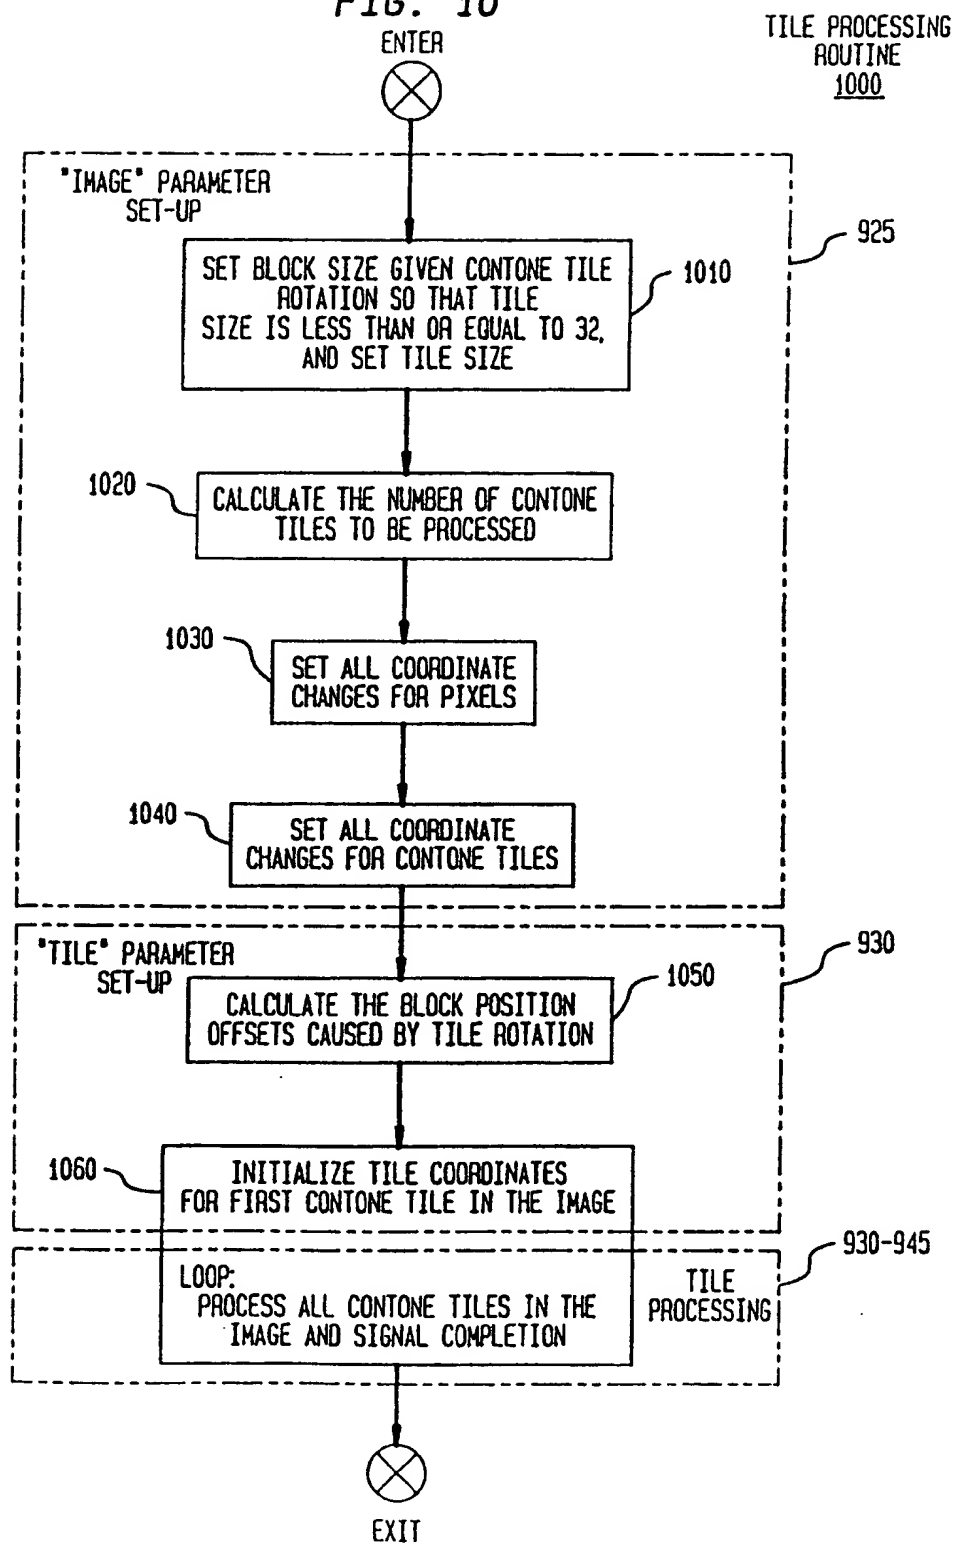 FIG. 10
TILE PROCESSING
ROUTINE
1000
ENTER
"IMAGE" PARAMETER
SET-UP
925
SET BLOCK SIZE GIVEN CONTONE TILE
ROTATION SO THAT TILE
SIZE IS LESS THAN OR EQUAL TO 32,
AND SET TILE SIZE
1010
1020
CALCULATE THE NUMBER OF CONTONE
TILES TO BE PROCESSED
1030
SET ALL COORDINATE
CHANGES FOR PIXELS
1040
SET ALL COORDINATE
CHANGES FOR CONTONE TILES
"TILE" PARAMETER
SET-UP
930
1050
CALCULATE THE BLOCK POSITION
OFFSETS CAUSED BY TILE ROTATION
1060
INITIALIZE TILE COORDINATES
FOR FIRST CONTONE TILE IN THE IMAGE
930-945
LOOP:
PROCESS ALL CONTONE TILES IN THE
IMAGE AND SIGNAL COMPLETION
TILE
PROCESSING
EXIT